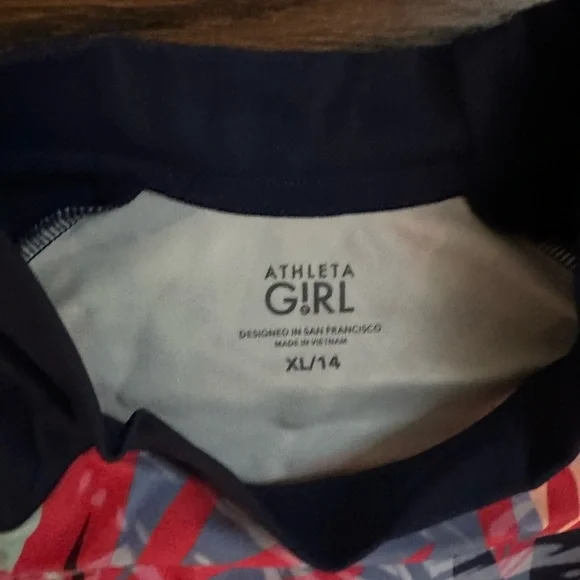 ATHLETA
G!RL
DESIGNED IN SAN FRANCISCO
MADE IN VIETNAM
XL/14